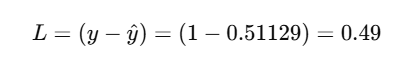 L = (y − ŷ) = (1 − 0.51129) = 0.49